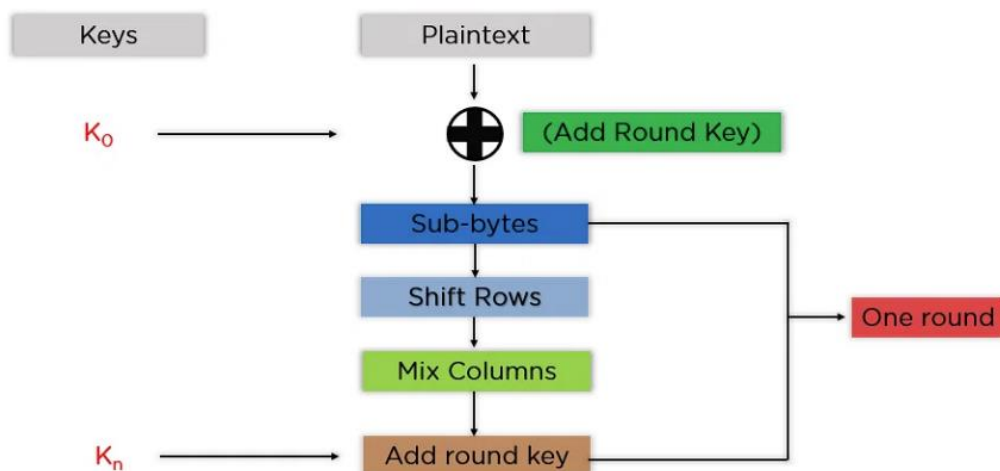 Keys
Plaintext
K₀
(Add Round Key)
Sub-bytes
Shift Rows
One round
Mix Columns
Kₙ
Add round key